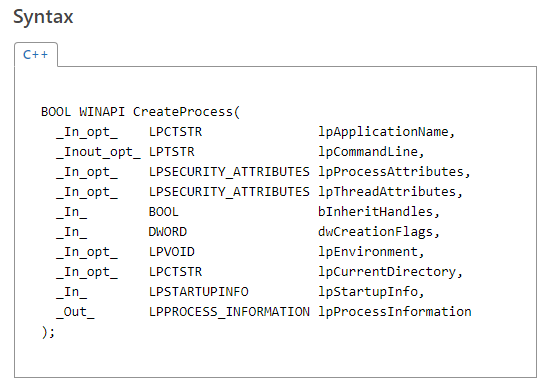 Syntax
C++
BOOL WINAPI CreateProcess(
  _In_opt_    LPCTSTR               lpApplicationName,
  _Inout_opt_ LPTSTR                lpCommandLine,
  _In_opt_    LPSECURITY_ATTRIBUTES lpProcessAttributes,
  _In_opt_    LPSECURITY_ATTRIBUTES lpThreadAttributes,
  _In_        BOOL                  bInheritHandles,
  _In_        DWORD                 dwCreationFlags,
  _In_opt_    LPVOID                lpEnvironment,
  _In_opt_    LPCTSTR               lpCurrentDirectory,
  _In_        LPSTARTUPINFO         lpStartupInfo,
  _Out_       LPPROCESS_INFORMATION lpProcessInformation
);